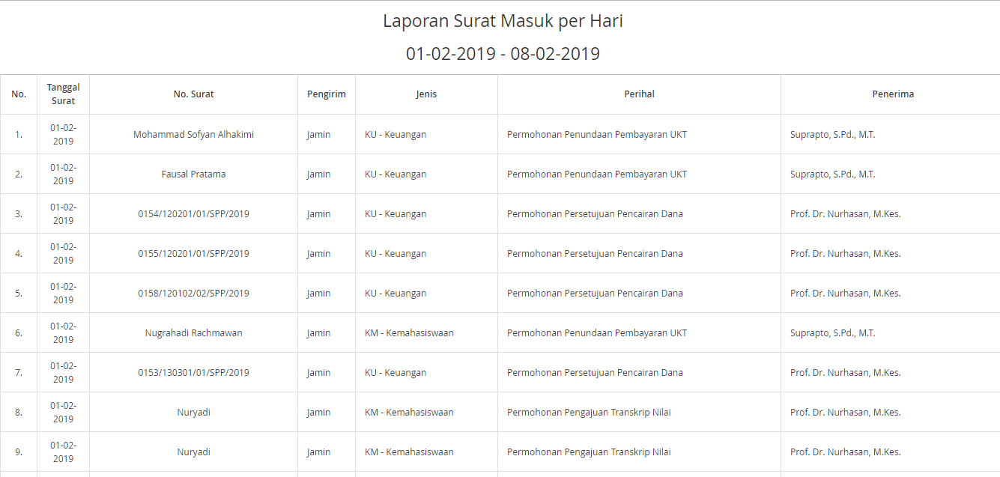 Laporan Surat Masuk per Hari
01-02-2019 - 08-02-2019
No. Tanggal Surat No. Surat Pengirim Jenis Perihal Penerima
1. 01-02-2019 Mohammad Sofyan Alhakimi Jamin KU - Keuangan Permohonan Penundaan Pembayaran UKT Suprapto, S.Pd., M.T.
2. 01-02-2019 Fausal Pratama Jamin KU - Keuangan Permohonan Penundaan Pembayaran UKT Suprapto, S.Pd., M.T.
3. 01-02-2019 0154/120201/01/SPP/2019 Jamin KU - Keuangan Permohonan Persetujuan Pencairan Dana Prof. Dr. Nurhasan, M.Kes.
4. 01-02-2019 0155/120201/01/SPP/2019 Jamin KU - Keuangan Permohonan Persetujuan Pencairan Dana Prof. Dr. Nurhasan, M.Kes.
5. 01-02-2019 0158/120102/02/SPP/2019 Jamin KU - Keuangan Permohonan Persetujuan Pencairan Dana Prof. Dr. Nurhasan, M.Kes.
6. 01-02-2019 Nugrahadi Rachmawan Jamin KM - Kemahasiswaan Permohonan Penundaan Pembayaran UKT Suprapto, S.Pd., M.T.
7. 01-02-2019 0153/130301/01/SPP/2019 Jamin KU - Keuangan Permohonan Persetujuan Pencairan Dana Prof. Dr. Nurhasan, M.Kes.
8. 01-02-2019 Nuryadi Jamin KM - Kemahasiswaan Permohonan Pengajuan Transkrip Nilai Prof. Dr. Nurhasan, M.Kes.
9. 01-02-2019 Nuryadi Jamin KM - Kemahasiswaan Permohonan Pengajuan Transkrip Nilai Prof. Dr. Nurhasan, M.Kes.